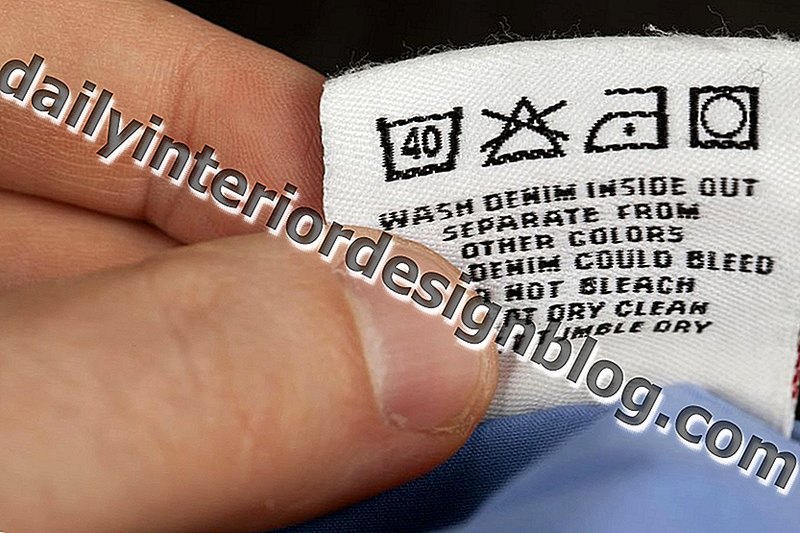 dailyinteriordesignblog.com
40
WASH DENIM INSIDE OUT
SEPARATE FROM
OTHER COLORS
DENIM COULD BLEED
NOT BLEACH
DRY CLEAN
DRY